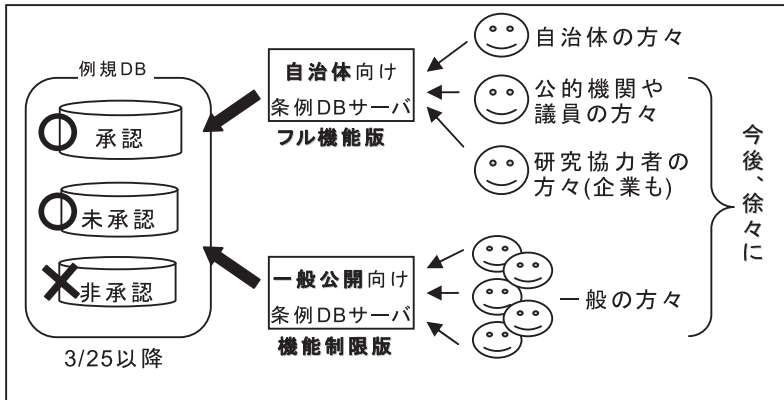 例規DB
承認
未承認
非承認
3/25以降
自治体向け
条例DBサーバ
フル機能版
一般公開向け
条例DBサーバ
機能制限版
自治体の方々
公的機関や
議員の方々
研究協力者の
方々(企業も)
一般の方々
今後、徐々に